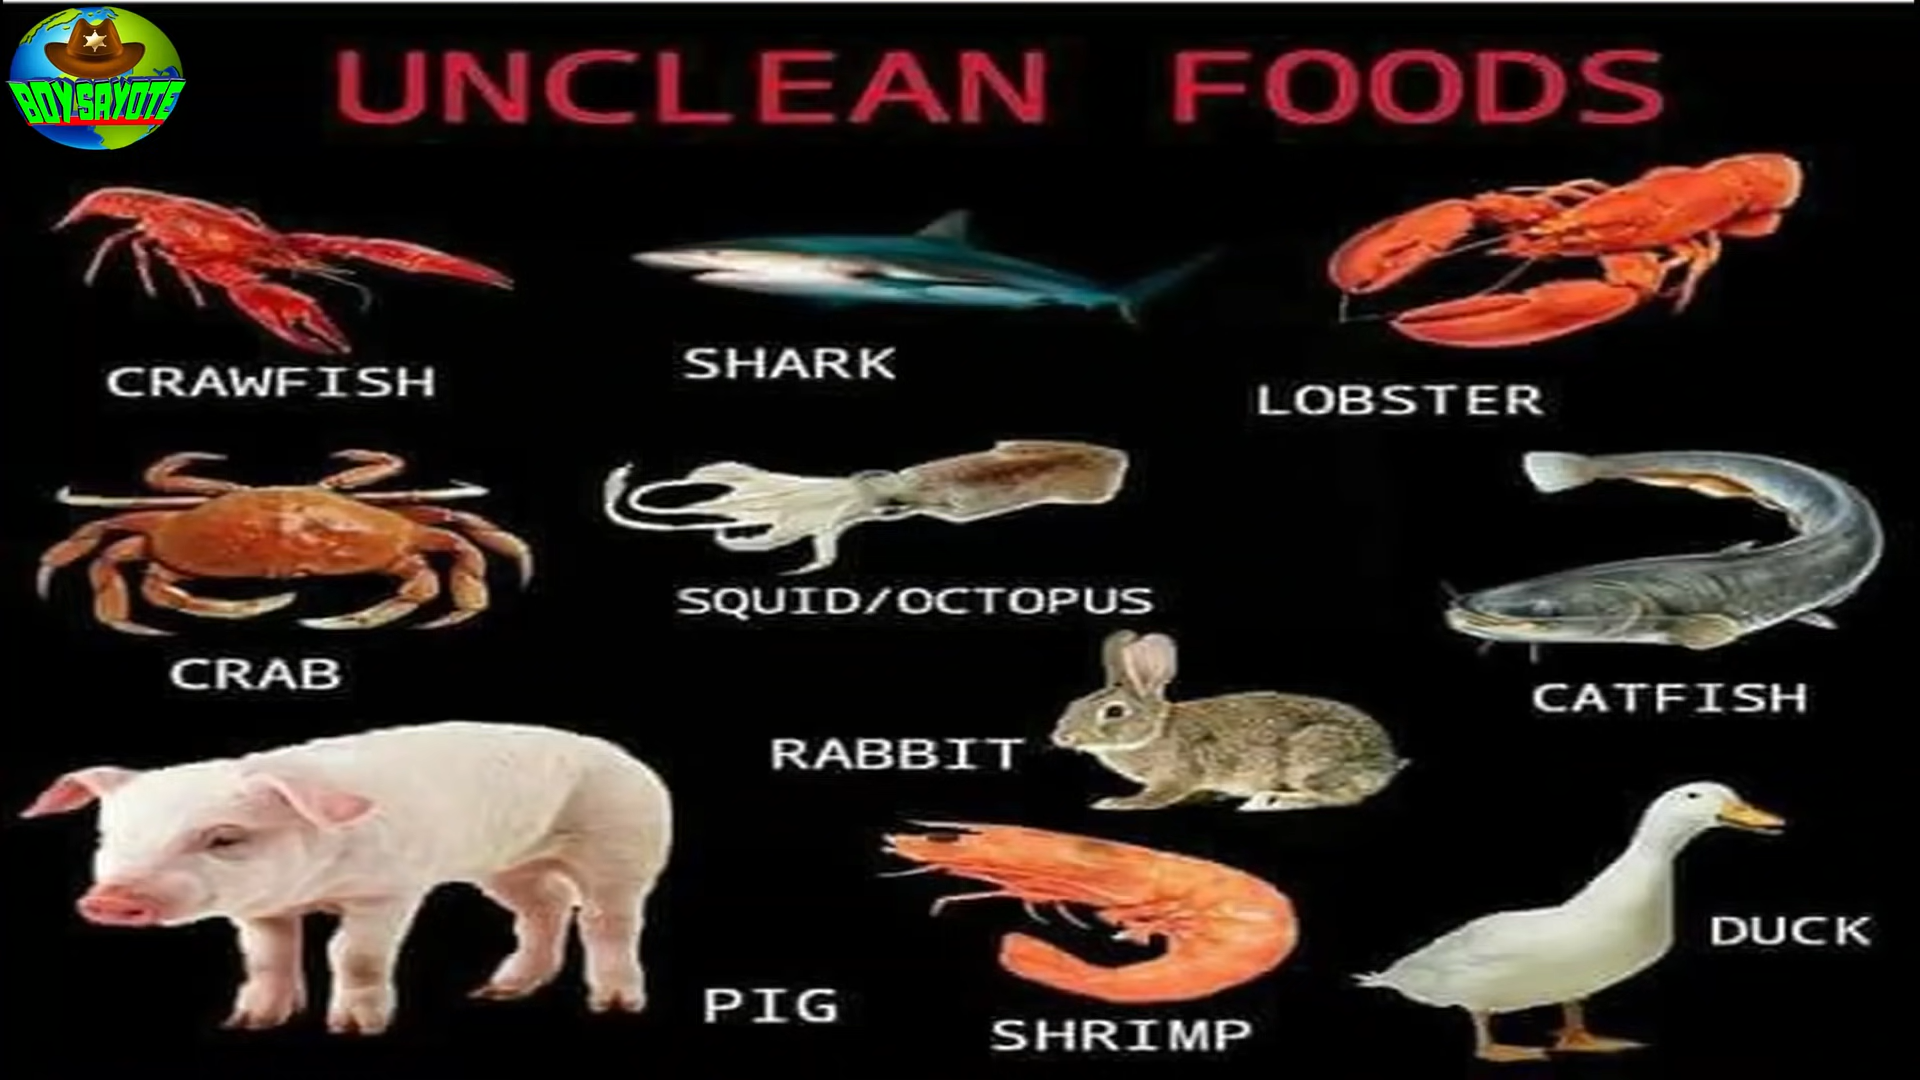 BOY SAYOTE
UNCLEAN FOODS
CRAWFISH
SHARK
LOBSTER
CRAB
SQUID/OCTOPUS
CATFISH
RABBIT
PIG
SHRIMP
DUCK